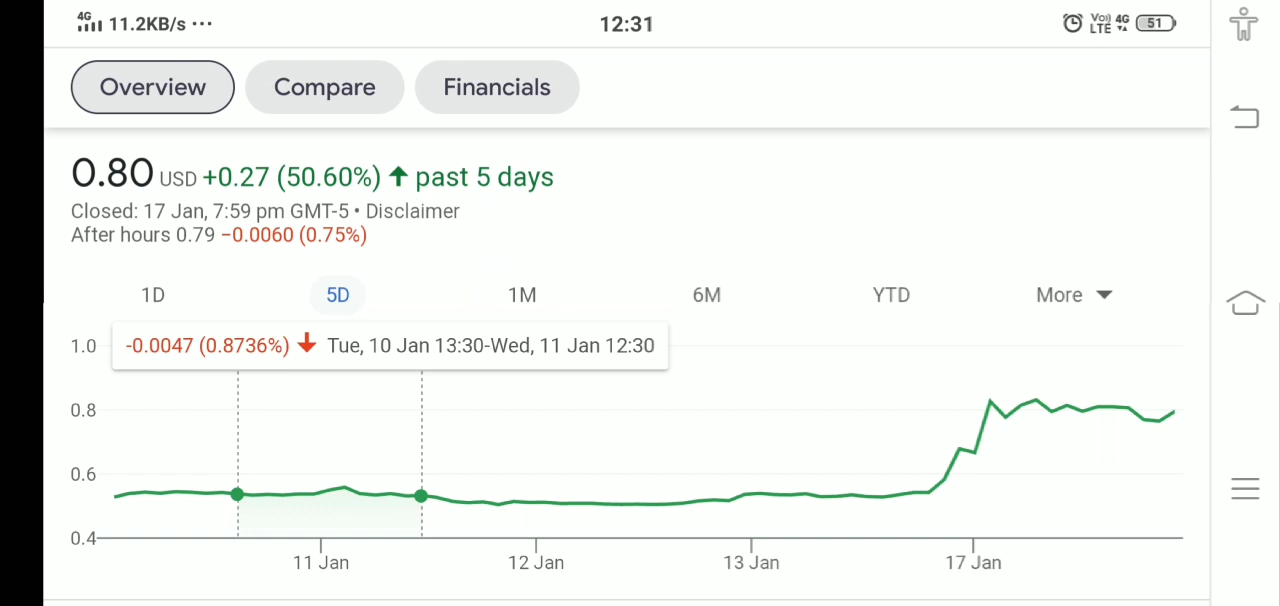 4G 11.2KB/s ··· 12:31 Vo) LTE 4G 51
Overview Compare Financials
0.80 USD +0.27 (50.60%) ↑ past 5 days
Closed: 17 Jan, 7:59 pm GMT-5 • Disclaimer
After hours 0.79 −0.0060 (0.75%)
1D 5D 1M 6M YTD More
-0.0047 (0.8736%) ↓ Tue, 10 Jan 13:30-Wed, 11 Jan 12:30
1.0
0.8
0.6
0.4
11 Jan 12 Jan 13 Jan 17 Jan